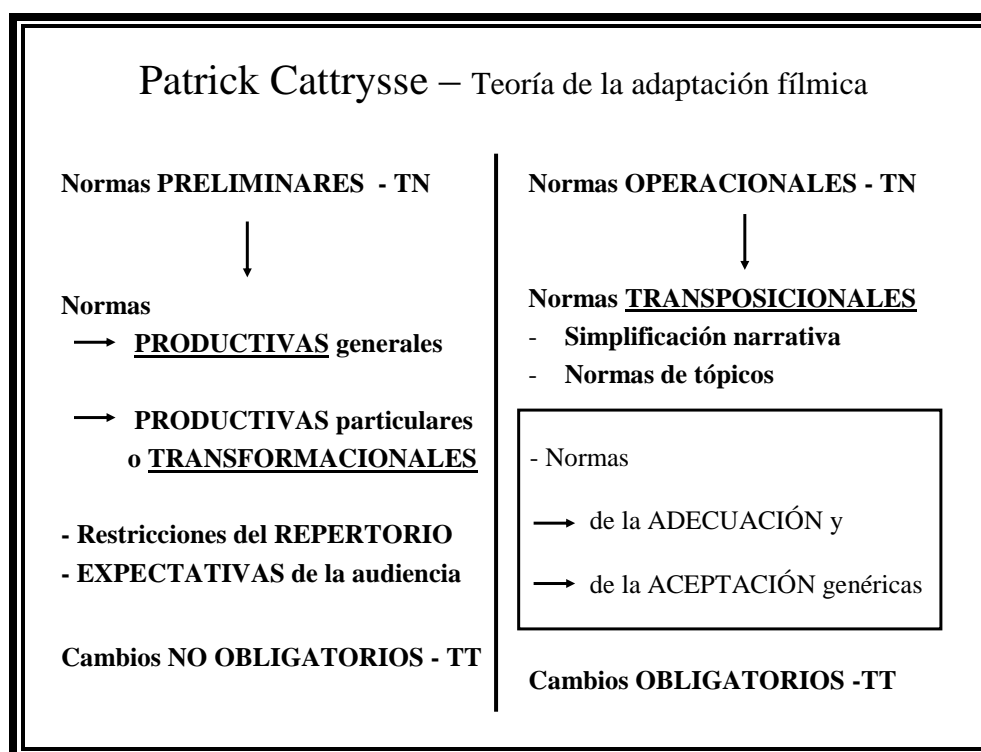 Patrick Cattrysse – Teoría de la adaptación fílmica
Normas PRELIMINARES - TN
Normas
PRODUCTIVAS generales
PRODUCTIVAS particulares
o TRANSFORMACIONALES
- Restricciones del REPERTORIO
- EXPECTATIVAS de la audiencia
Cambios NO OBLIGATORIOS - TT
Normas OPERACIONALES - TN
Normas TRANSPOSICIONALES
- Simplificación narrativa
- Normas de tópicos
- Normas
de la ADECUACIÓN y
de la ACEPTACIÓN genéricas
Cambios OBLIGATORIOS -TT